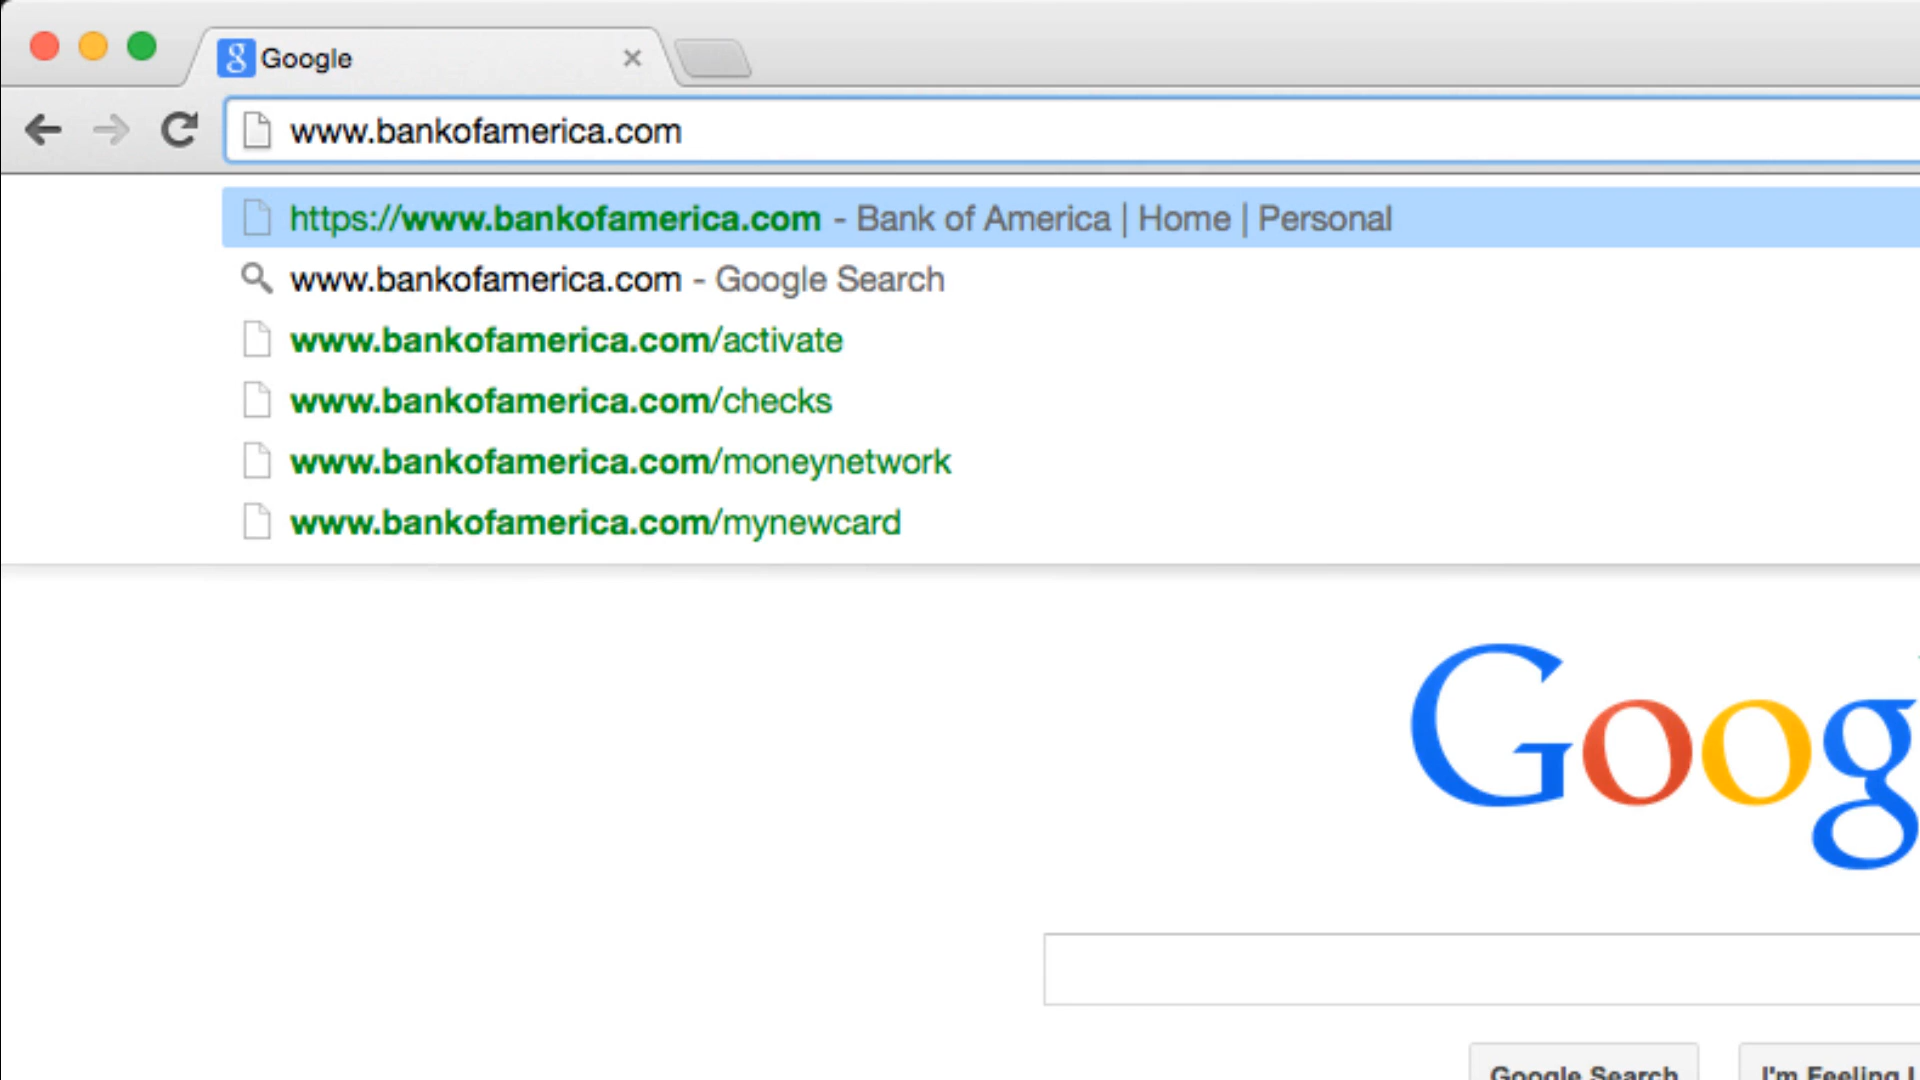 Google
www.bankofamerica.com
https://www.bankofamerica.com - Bank of America | Home | Personal
www.bankofamerica.com - Google Search
www.bankofamerica.com/activate
www.bankofamerica.com/checks
www.bankofamerica.com/moneynetwork
www.bankofamerica.com/mynewcard
Goog
Google Search I'm Feeling L